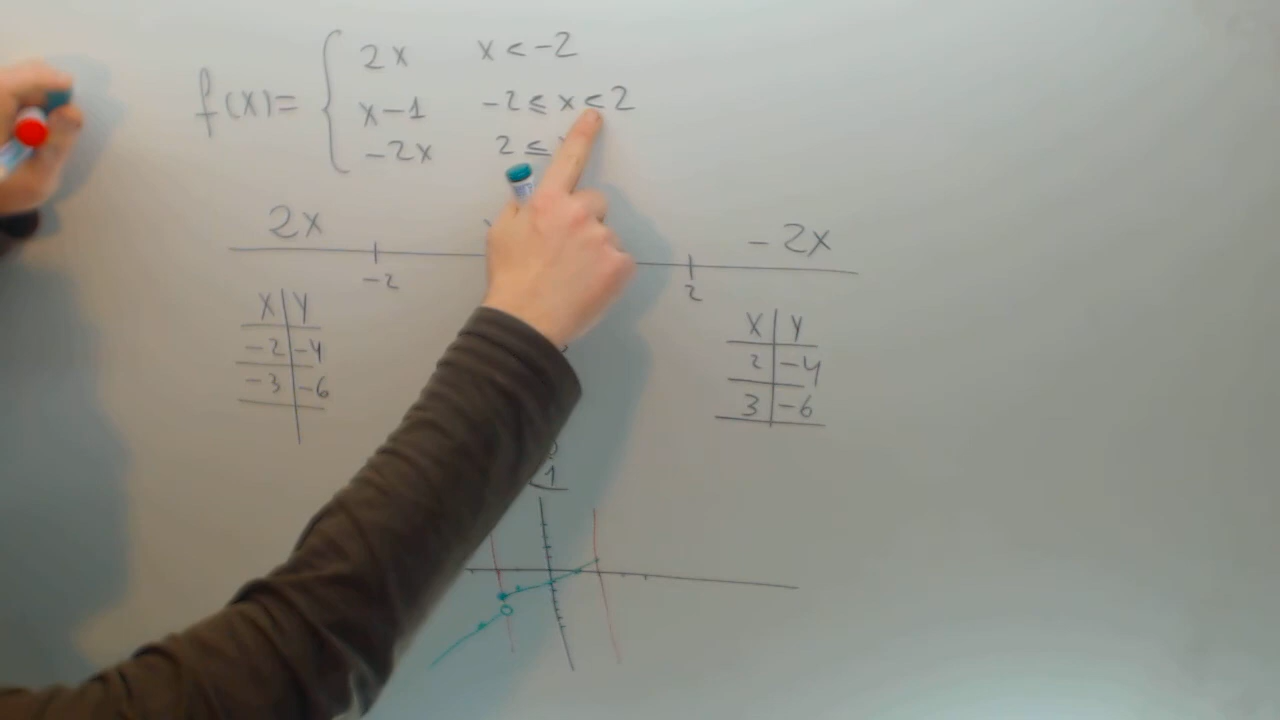 2x x < -2
f(x)= x-1 -2 ≤ x < 2
-2x 2 ≤
2x - 2x
-2 2
X Y
-2 -4
-3 -6
X Y
2 -4
3 -6
1